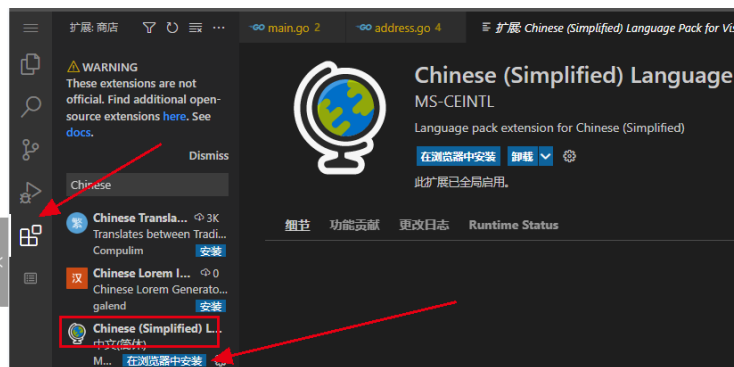 扩展: 商店
main.go 2
address.go 4
扩展: Chinese (Simplified) Language Pack for Vis
WARNING
These extensions are not
official. Find additional open-
source extensions here. See
docs.
Dismiss
Chinese
Chinese Transla... 3K
Translates between Tradi...
Compulim 安装
Chinese Lorem I... 0
Chinese Lorem Generato...
galend 安装
Chinese (Simplified) L...
中文(简体)
M... 在浏览器中安装
繁
汉
Chinese (Simplified) Language
MS-CEINTL
Language pack extension for Chinese (Simplified)
在浏览器中安装 卸载
此扩展已全局启用。
细节 功能贡献 更改日志 Runtime Status